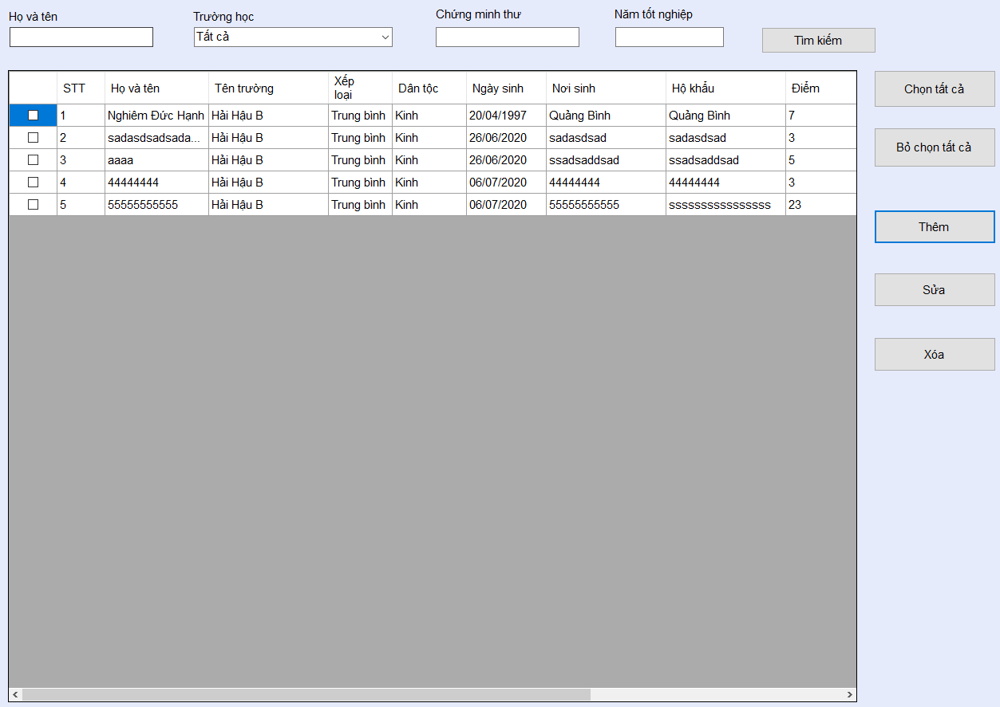 Họ và tên
Trường học
Chứng minh thư
Năm tốt nghiệp
Tất cả
Tìm kiếm
STT Họ và tên Tên trường Xếp loại Dân tộc Ngày sinh Nơi sinh Hộ khẩu Điểm
1 Nghiêm Đức Hạnh Hải Hậu B Trung bình Kinh 20/04/1997 Quảng Bình Quảng Bình 7
2 sadasdsadsada... Hải Hậu B Trung bình Kinh 26/06/2020 sadasdsad sadasdsad 3
3 aaaa Hải Hậu B Trung bình Kinh 26/06/2020 ssadsaddsad ssadsaddsad 5
4 44444444 Hải Hậu B Trung bình Kinh 06/07/2020 44444444 44444444 3
5 55555555555 Hải Hậu B Trung bình Kinh 06/07/2020 55555555555 ssssssssssssssss 23
Chọn tất cả
Bỏ chọn tất cả
Thêm
Sửa
Xóa